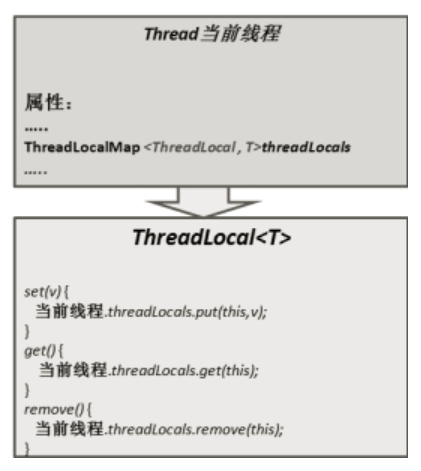 Thread当前线程
属性：
.....
ThreadLocalMap <ThreadLocal , T>threadLocals
.....
ThreadLocal<T>
set(v) {
当前线程.threadLocals.put(this,v);
}
get() {
当前线程.threadLocals.get(this);
}
remove() {
当前线程.threadLocals.remove(this);
}